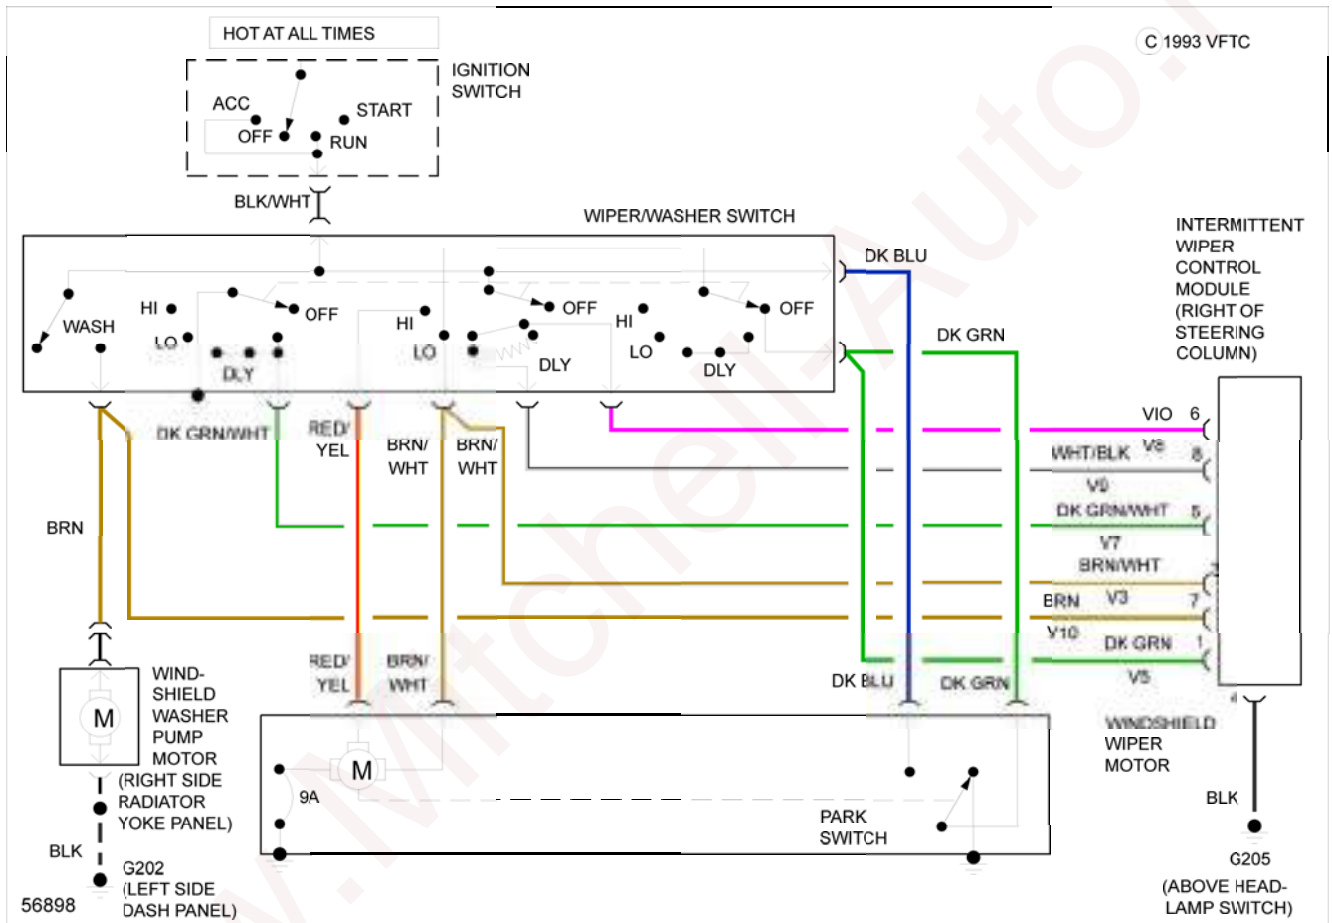 HOT AT ALL TIMES
C 1993 VFTC
IGNITION
SWITCH
ACC
START
OFF
RUN
BLK/WHT
WIPER/WASHER SWITCH
INTERMITTENT
WIPER
CONTROL
MODULE
(RIGHT OF
STEERING
COLUMN)
DK BLU
WASH
HI
OFF
LO
DLY
HI
LO
OFF
DLY
HI
LO
OFF
DLY
DK GRN
DK GRN/WHT
RED/
YEL
BRN/
WHT
BRN/
WHT
VIO 6
V8
WHT/BLK 8
V9
DK GRN/WHT 5
V7
BRN/WHT
V3
BRN 7
V10
DK GRN 1
V5
BRN
RED/
YEL
BRN/
WHT
DK BLU
DK GRN
WIND-
SHIELD
WASHER
PUMP
MOTOR
(RIGHT SIDE
RADIATOR
YOKE PANEL)
M
M
9A
PARK
SWITCH
WINDSHIELD
WIPER
MOTOR
BLK
G205
(ABOVE HEAD-
LAMP SWITCH)
BLK
G202
(LEFT SIDE
DASH PANEL)
56898
w.Mitchell-Auto.